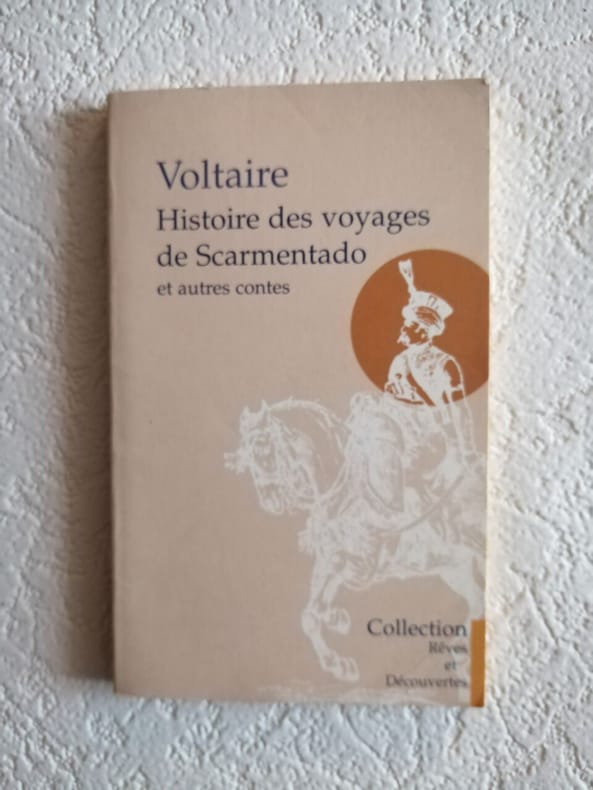 Voltaire
Histoire des voyages
de Scarmentado
et autres contes
Collection
Rêves
et
Découvertes